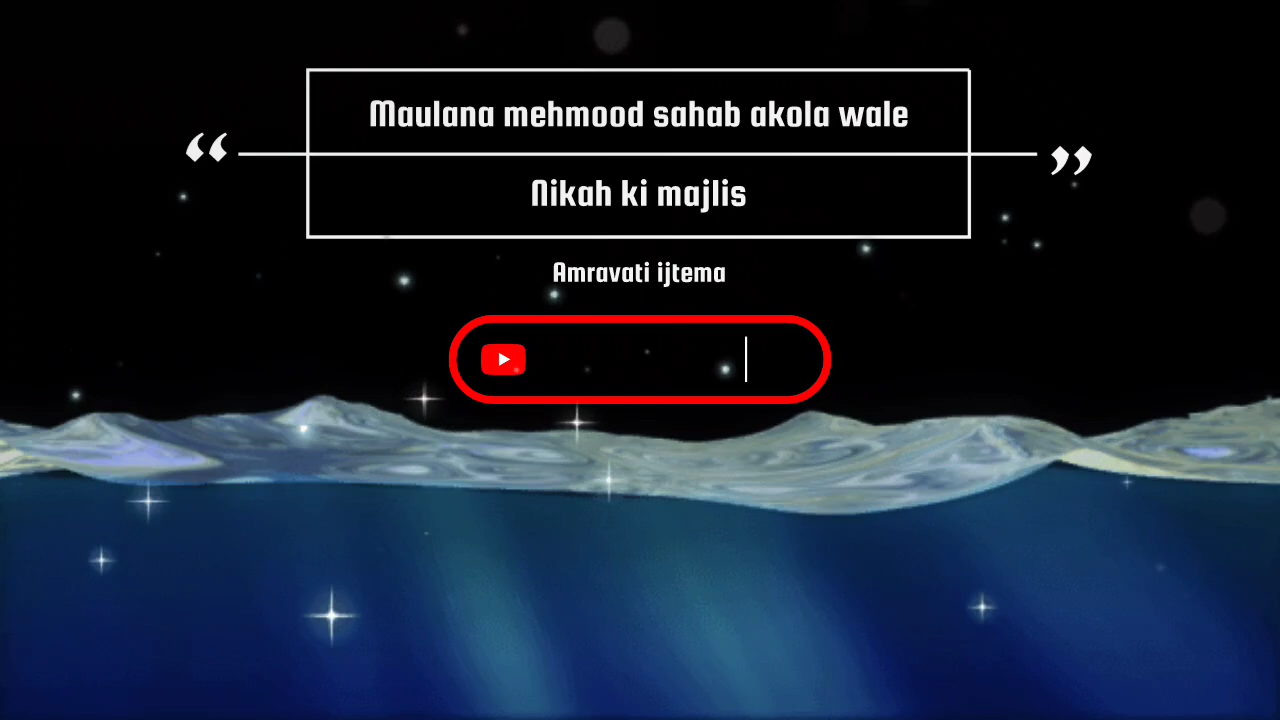 Maulana mehmood sahab akola wale
“ ”
Nikah ki majlis
Amravati ijtema